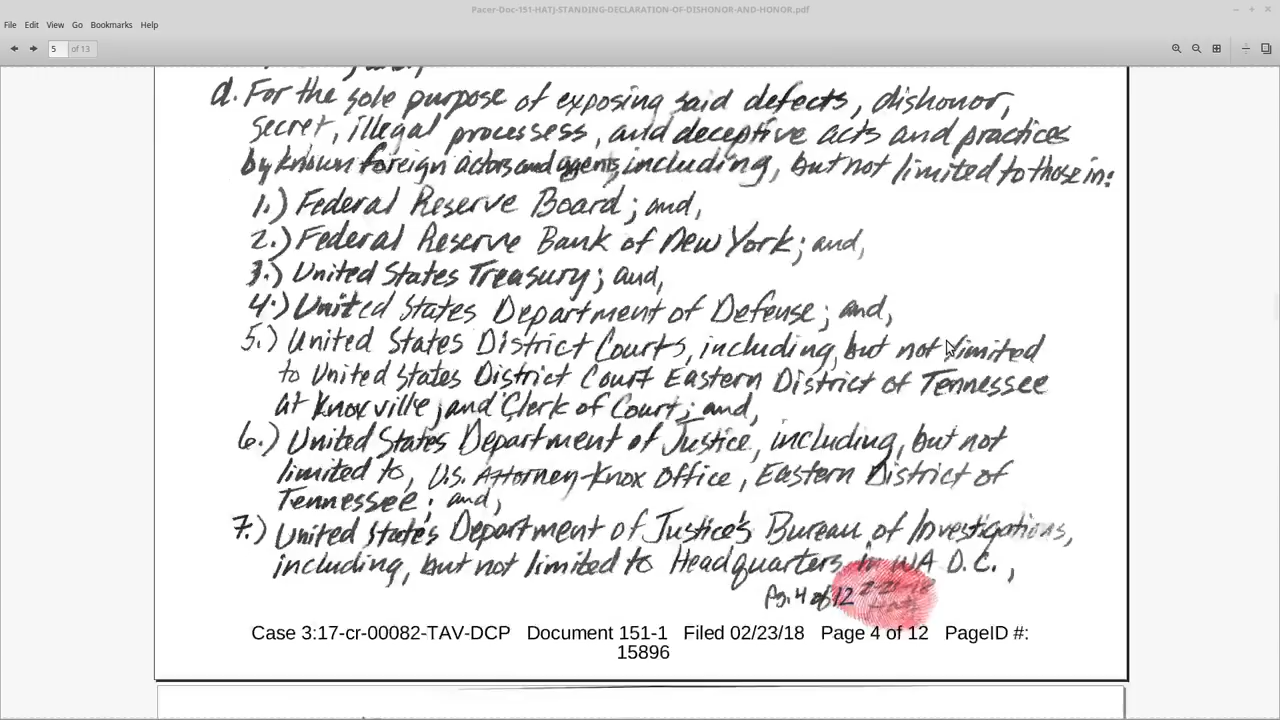 Pacer-Doc-151-HATJ-STANDING-DECLARATION-OF-DISHONOR-AND-HONOR.pdf
File Edit View Go Bookmarks Help
5 of 13
d. For the sole purpose of exposing said defects, dishonor,
secret, illegal processess, and deceptive acts and practices
by known foreign actors and agents, including, but not limited to those in:
1.) Federal Reserve Board; and,
2.) Federal Reserve Bank of New York; and,
3.) United States Treasury; and,
4.) United States Department of Defense; and,
5.) United States District Courts, including, but not limited
to United States District Court Eastern District of Tennessee
at Knoxville; and Clerk of Court; and,
6.) United States Department of Justice, including, but not
limited to, U.S. Attorney-Knox Office, Eastern District of
Tennessee; and,
7.) United State's Department of Justice's Bureau of Investigations,
including, but not limited to Headquarters in WA D.C.,
Pg. 4 of 12 2-21-18
Case 3:17-cr-00082-TAV-DCP Document 151-1 Filed 02/23/18 Page 4 of 12 PageID #:
15896